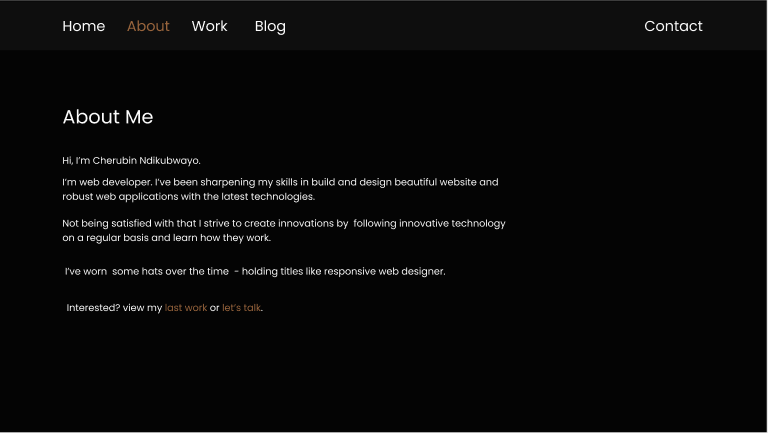 Home About Work Blog Contact
About Me
Hi, I'm Cherubin Ndikubwayo.
I'm web developer. I've been sharpening my skills in build and design beautiful website and
robust web applications with the latest technologies.
Not being satisfied with that I strive to create innovations by  following innovative technology
on a regular basis and learn how they work.
I've worn  some hats over the time  - holding titles like responsive web designer.
Interested? view my last work or let's talk.